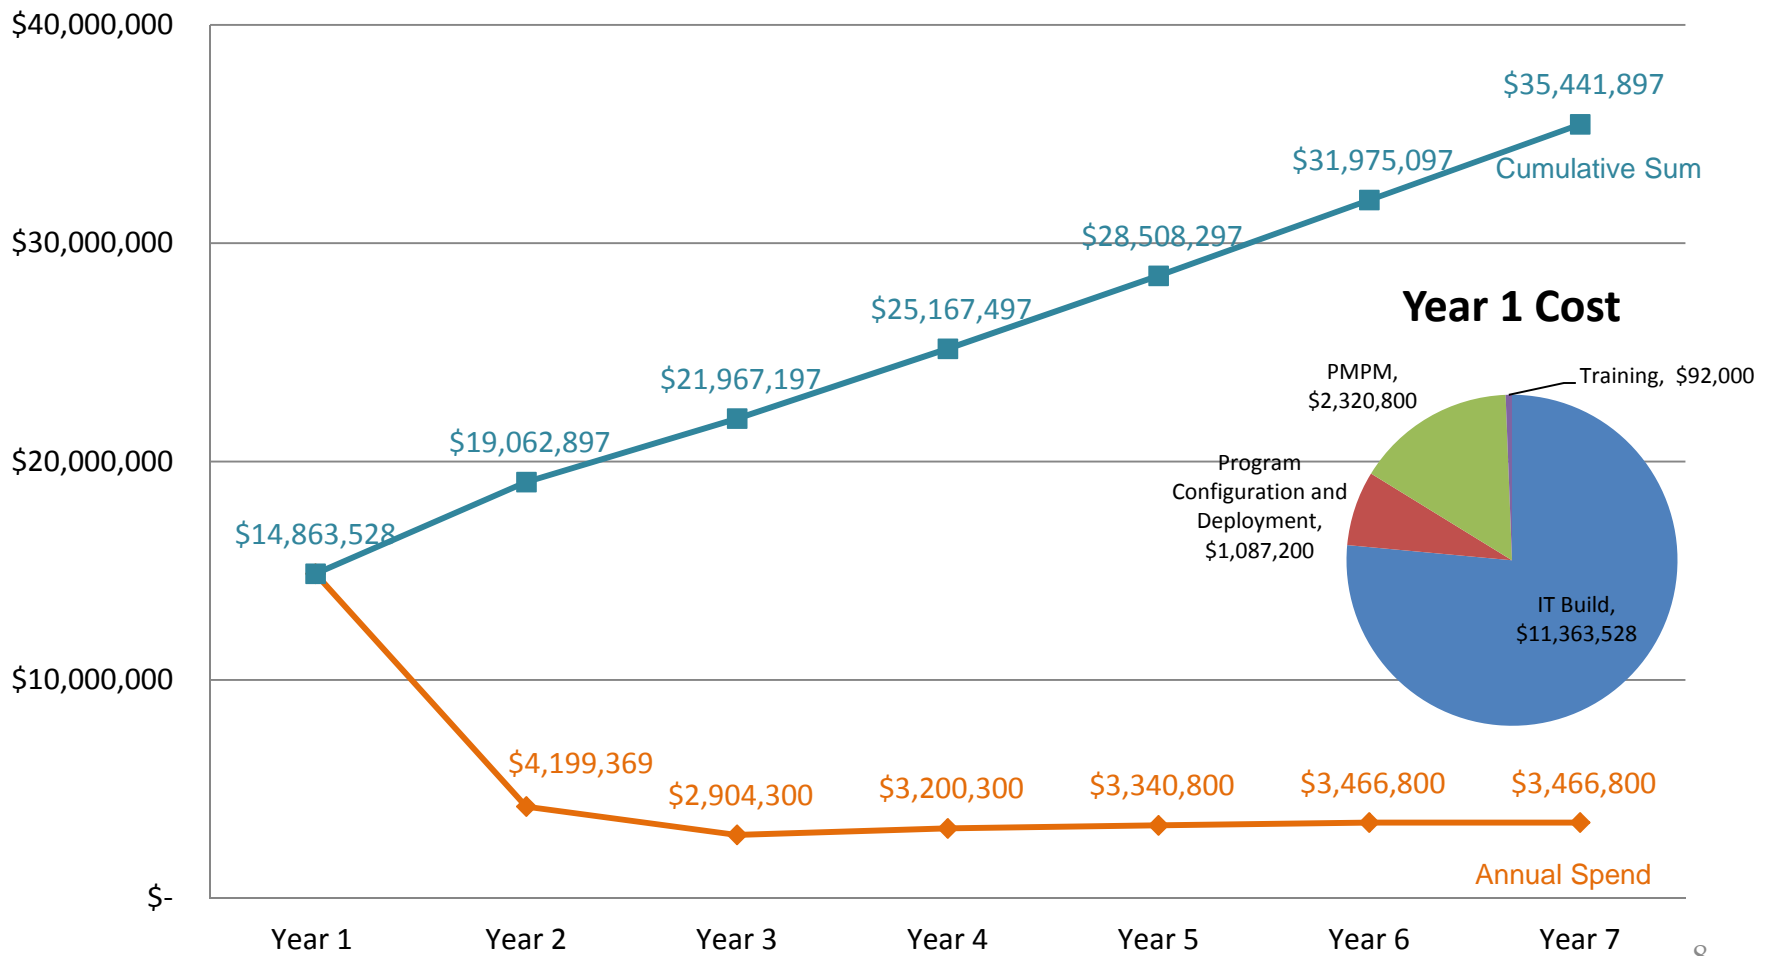 $40,000,000
$35,441,897
$31,975,097
Cumulative Sum
$30,000,000
$28,508,297
$25,167,497
Year 1 Cost
$21,967,197
PMPM,
$2,320,800
Training,  $92,000
$19,062,897
$20,000,000
Program
Configuration and
Deployment,
$1,087,200
$14,863,528
IT Build,
$11,363,528
$10,000,000
$4,199,369
$2,904,300
$3,200,300
$3,340,800
$3,466,800
$3,466,800
Annual Spend
$-
Year 1
Year 2
Year 3
Year 4
Year 5
Year 6
Year 7
8